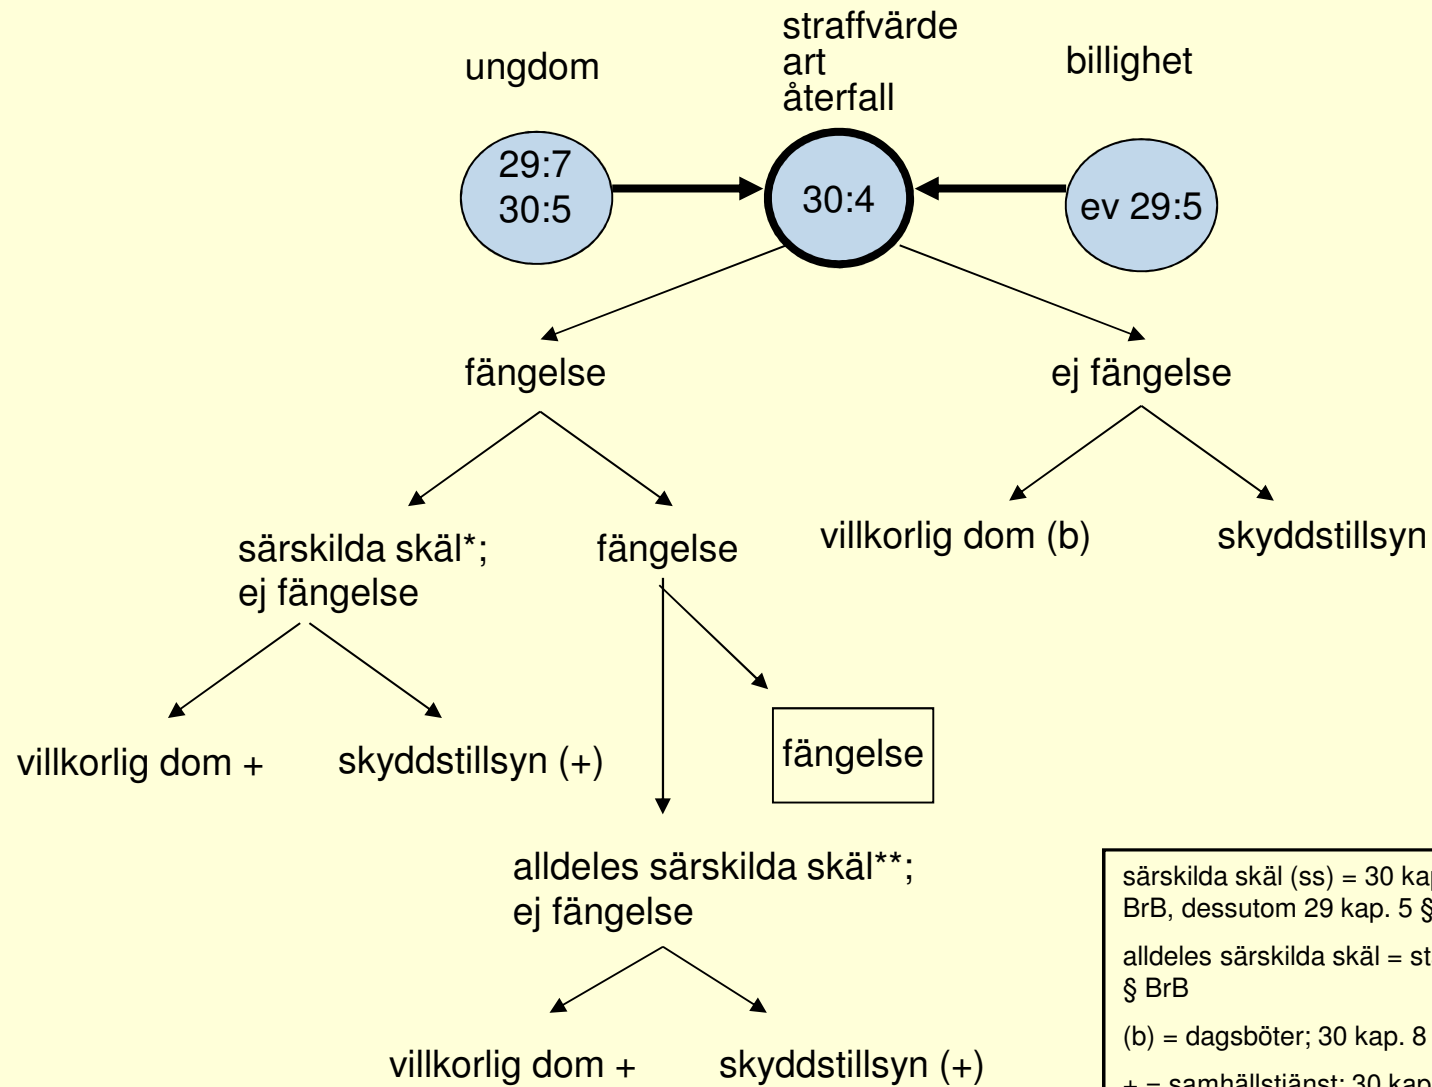 ungdom
straffvärde
art
återfall
billighet
29:7
30:5
30:4
ev 29:5
fängelse
ej fängelse
särskilda skäl*;
ej fängelse
fängelse
villkorlig dom (b)
skyddstillsyn
villkorlig dom +
skyddstillsyn (+)
fängelse
alldeles särskilda skäl**;
ej fängelse
villkorlig dom +
skyddstillsyn (+)
särskilda skäl (ss) = 30
BrB, dessutom 29 kap. 5 §
alldeles särskilda skäl =
§ BrB
(b) = dagsböter; 30 kap. 8
+ = samhällstjänst; 30